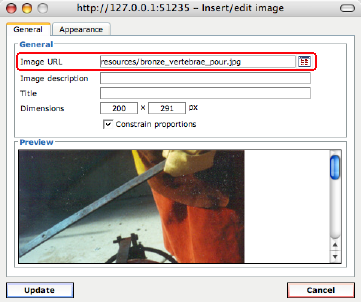 http://127.0.0.1:51235 – Insert/edit image
General Appearance
General
Image URL resources/bronze_vertebrae_pour.jpg
Image description
Title
Dimensions 200 x 291 px
Constrain proportions
Preview
Update Cancel